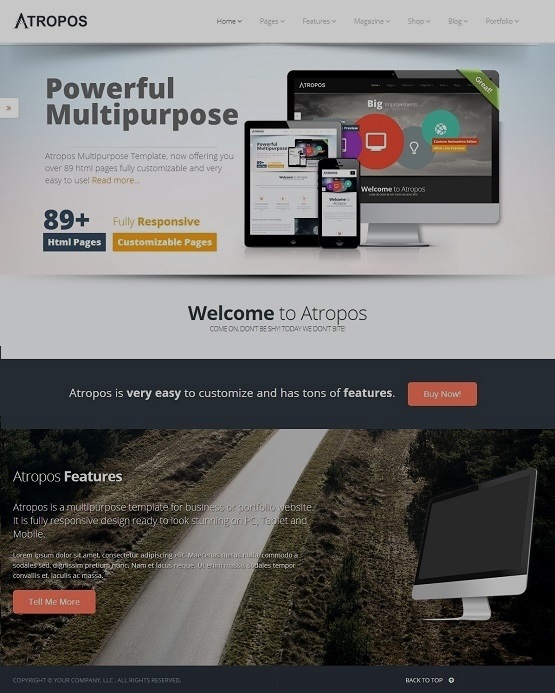 ATROPOS
Home Pages Features Magazine Shop Blog Portfolio
Powerful
Multipurpose
Atropos Multipurpose Template, now offering you
over 89 html pages fully customizable and very
easy to use! Read more...
89+ Fully Responsive
Html Pages Customizable Pages
ATROPOS
Great!
Big Improvements
Welcome to Atropos
ATROPOS
Powerful
Multipurpose
89+
Welcome to Atropos
Welcome to Atropos
COME ON, DON'T BE SHY! TODAY WE DON'T BITE!
Atropos is very easy to customize and has tons of features. Buy Now!
Atropos Features
Atropos is a multipurpose template for business or portfolio website.
It is fully responsive design ready to look stunning on PC, Tablet and
Mobile.
Lorem ipsum dolor sit amet, consectetur adipiscing elit. Maecenas metus nulla commodo a
sodales sed, dignissim pretium nunc. Nam et lacus neque. Ut enim massa, sodales tempor
convallis et, iaculis ac massa.
Tell Me More
COPYRIGHT © YOUR COMPANY, LLC . ALL RIGHTS RESERVED. BACK TO TOP